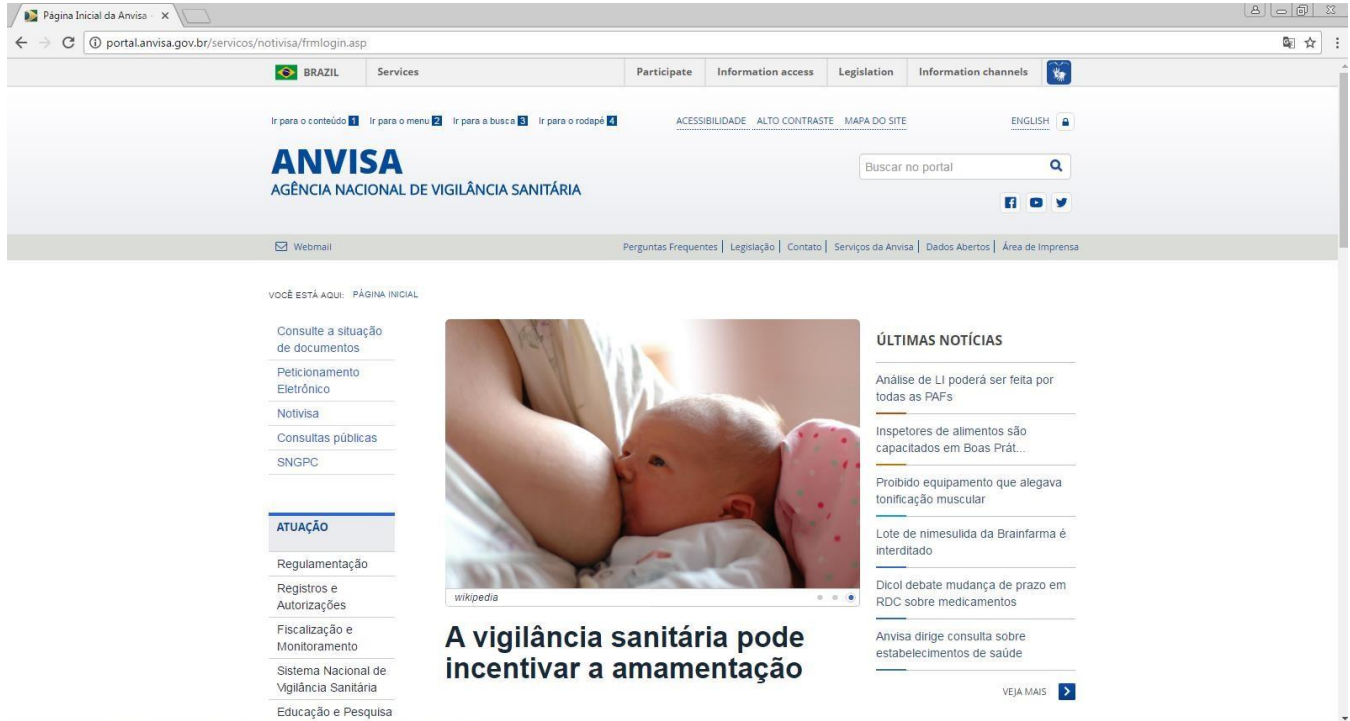 Página Inicial da Anvisa
portal.anvisa.gov.br/servicos/notivisa/frmlogin.asp
BRAZIL Services Participate Information access Legislation Information channels
Ir para o conteúdo 1 Ir para o menu 2 Ir para a busca 3 Ir para o rodapé 4 ACESSIBILIDADE ALTO CONTRASTE MAPA DO SITE ENGLISH
ANVISA
AGÊNCIA NACIONAL DE VIGILÂNCIA SANITÁRIA
Buscar no portal
Webmail Perguntas Frequentes | Legislação | Contato | Serviços da Anvisa | Dados Abertos | Área de Imprensa
VOCÊ ESTÁ AQUI: PÁGINA INICIAL
Consulte a situação
de documentos
Peticionamento
Eletrônico
Notivisa
Consultas públicas
SNGPC
ATUAÇÃO
Regulamentação
Registros e
Autorizações
Fiscalização e
Monitoramento
Sistema Nacional de
Vigilância Sanitária
Educação e Pesquisa
wikipedia
A vigilância sanitária pode
incentivar a amamentação
ÚLTIMAS NOTÍCIAS
Análise de LI poderá ser feita por
todas as PAFs
Inspetores de alimentos são
capacitados em Boas Prát...
Proibido equipamento que alegava
tonificação muscular
Lote de nimesulida da Brainfarma é
interditado
Dicol debate mudança de prazo em
RDC sobre medicamentos
Anvisa dirige consulta sobre
estabelecimentos de saúde
VEJA MAIS